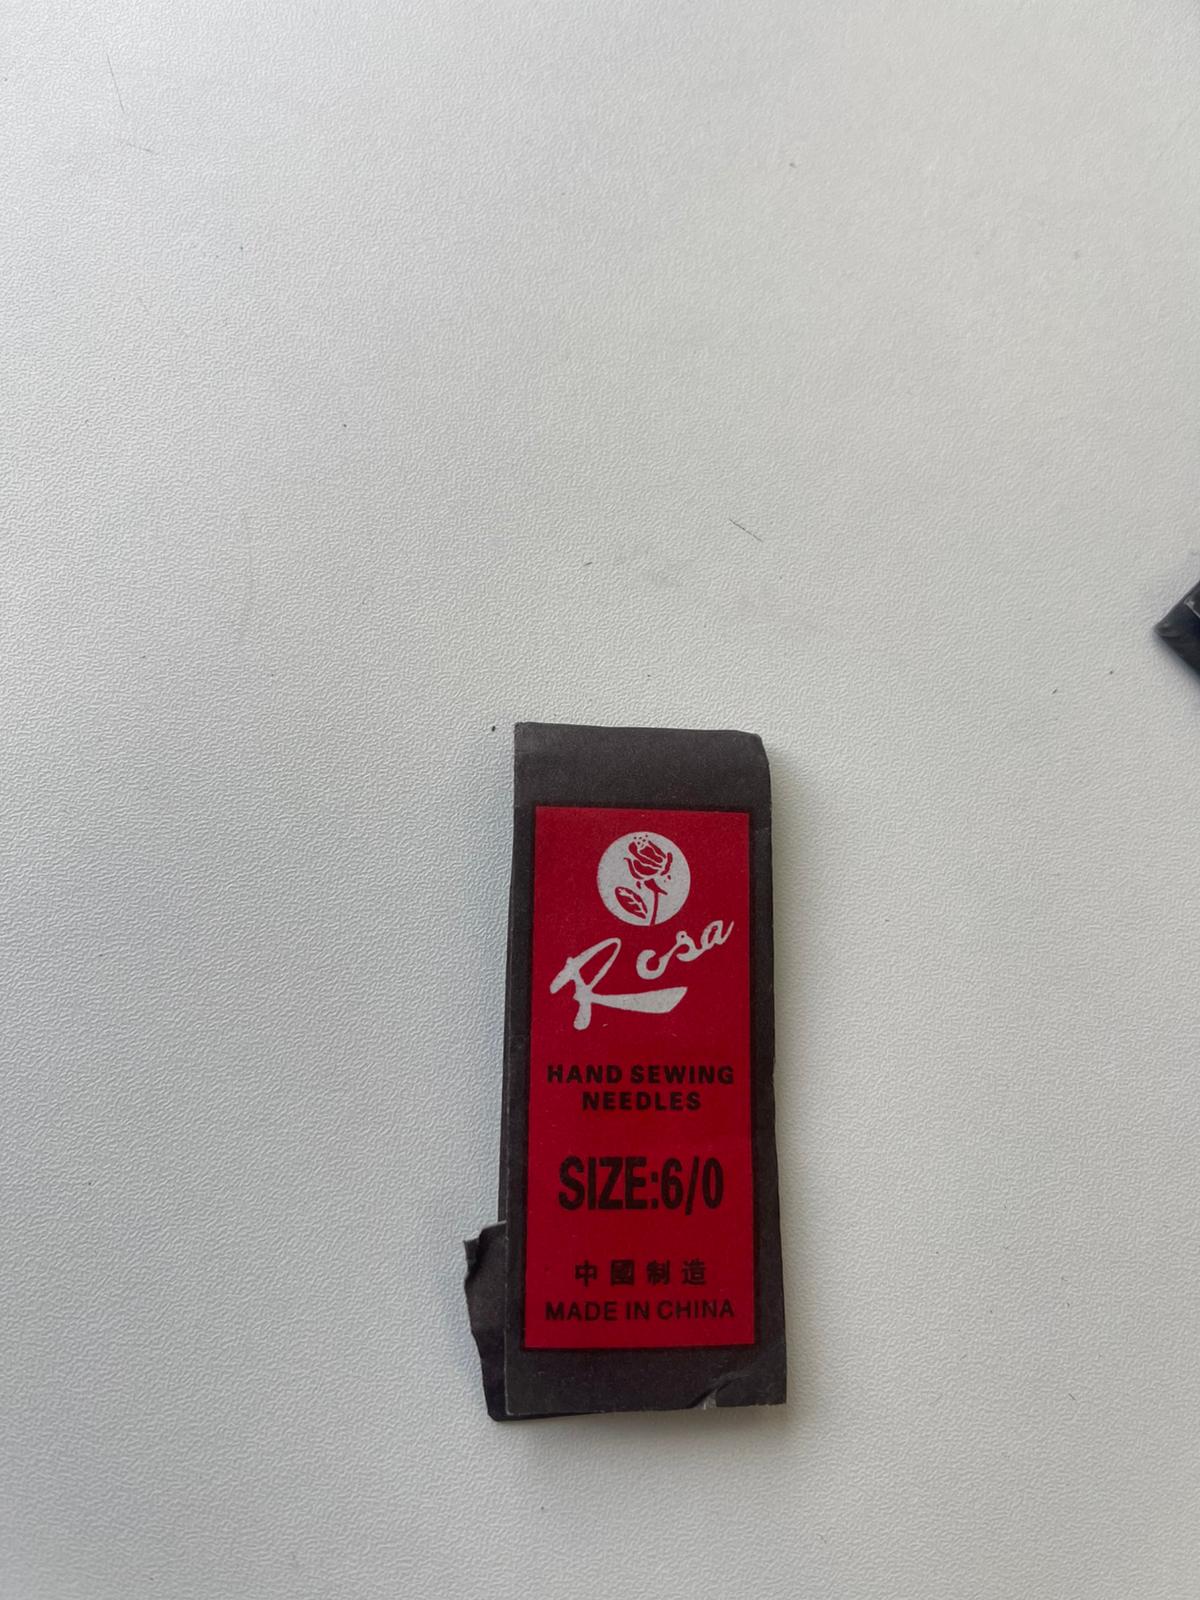 Rosa
HAND SEWING
NEEDLES
SIZE:6/0
中國制造
MADE IN CHINA